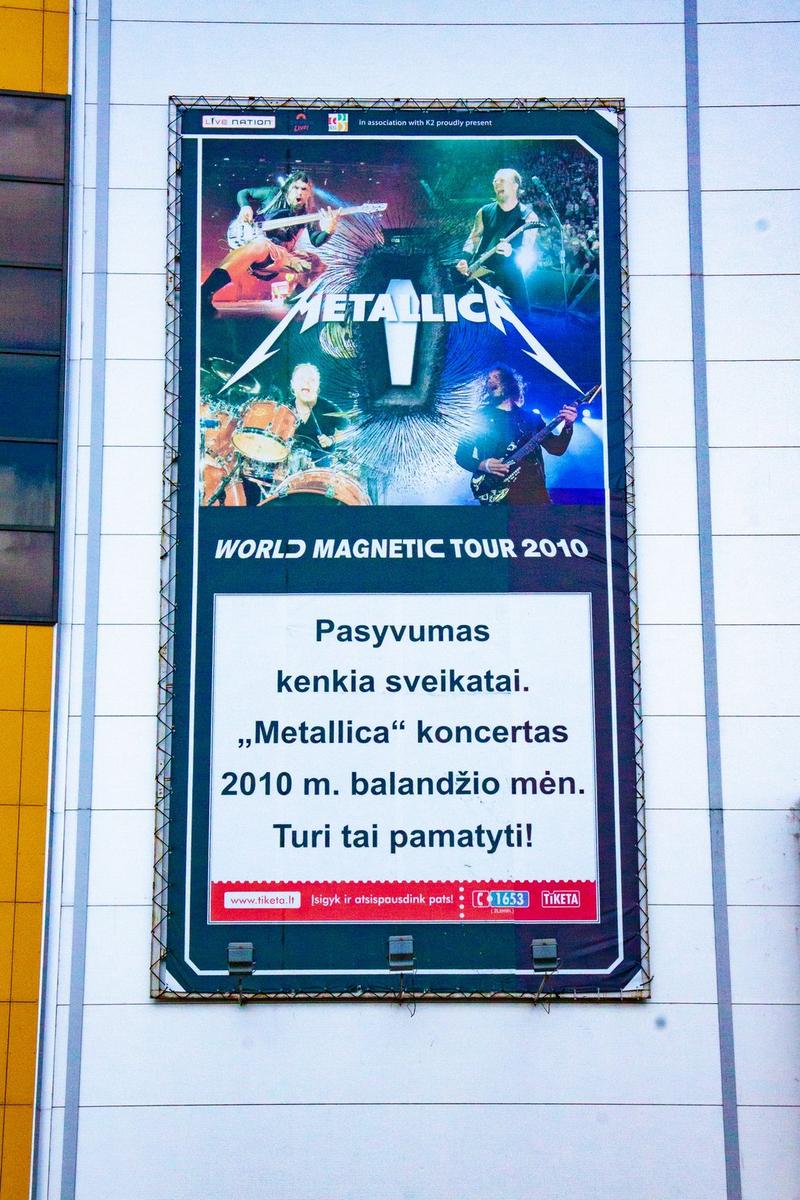 LIVE NATION LIVE! in association with K2 proudly present
METALLICA
WORLD MAGNETIC TOUR 2010
Pasyvumas
kenkia sveikatai.
„Metallica“ koncertas
2010 m. balandžio mėn.
Turi tai pamatyti!
www.tiketa.lt Įsigyk ir atsispausdink pats! 1653 TIKETA